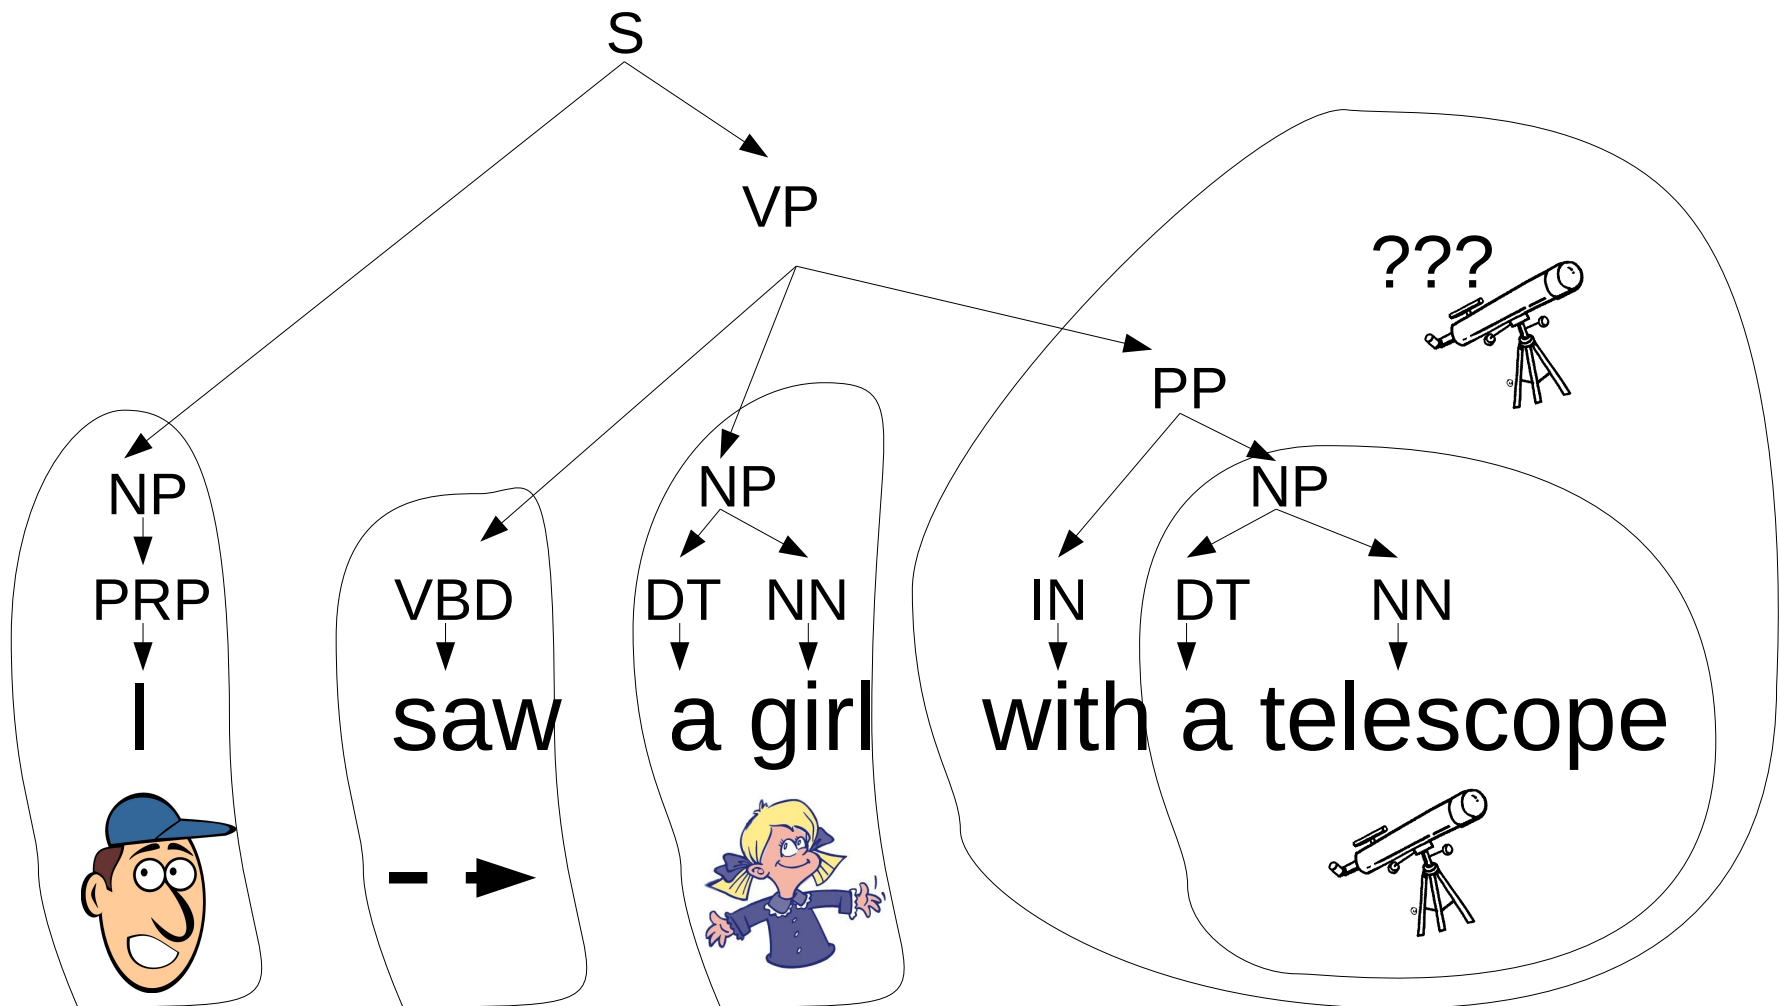 S
VP
???
PP
NP NP NP
PRP VBD DT NN IN DT NN
I saw a girl with a telescope